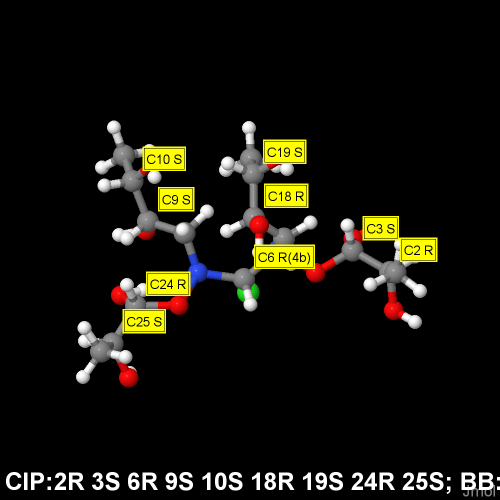 C10 S
C19 S
C9 S
C18 R
C3 S
C2 R
C6 R(4b)
C24 R
C25 S
CIP:2R 3S 6R 9S 10S 18R 19S 24R 25S; BB:
Jmol